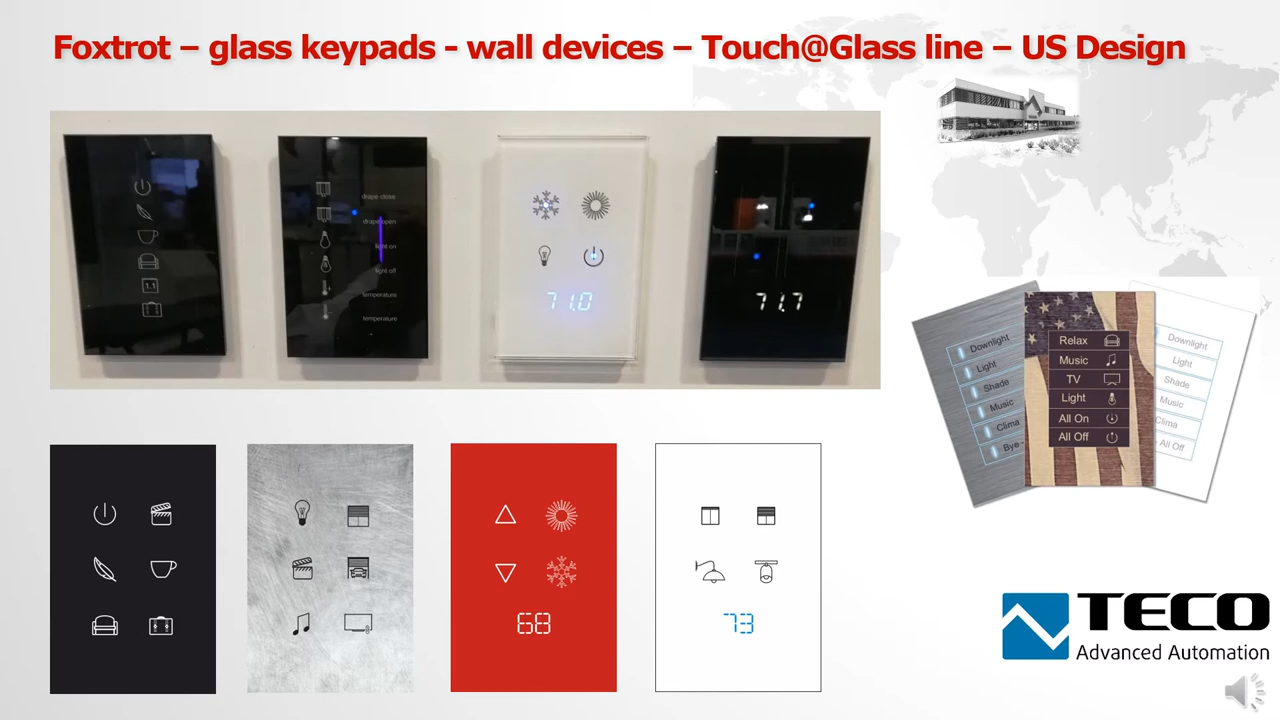 Foxtrot – glass keypads - wall devices – Touch@Glass line – US Design
1.1
drape close
drape open
light on
light off
temperature
temperature
71.0
71.7
Downlight
Light
Shade
Music
Clima
Bye -
Relax
Music
TV
Light
All On
All Off
Downlight
Light
Shade
Music
Clima
All Off
68
73
TECO
Advanced Automation